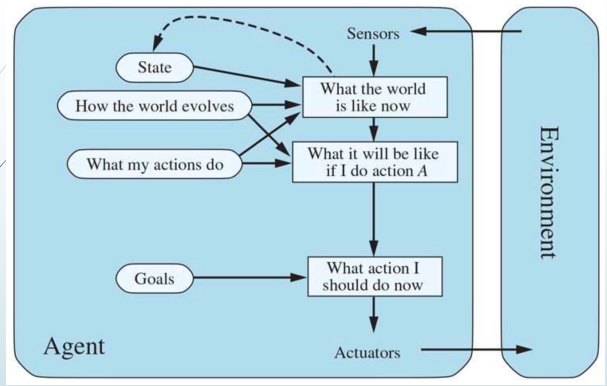 Sensors
State
What the world
is like now
How the world evolves
What it will be like
if I do action A
What my actions do
Goals
What action I
should do now
Agent
Actuators
Environment